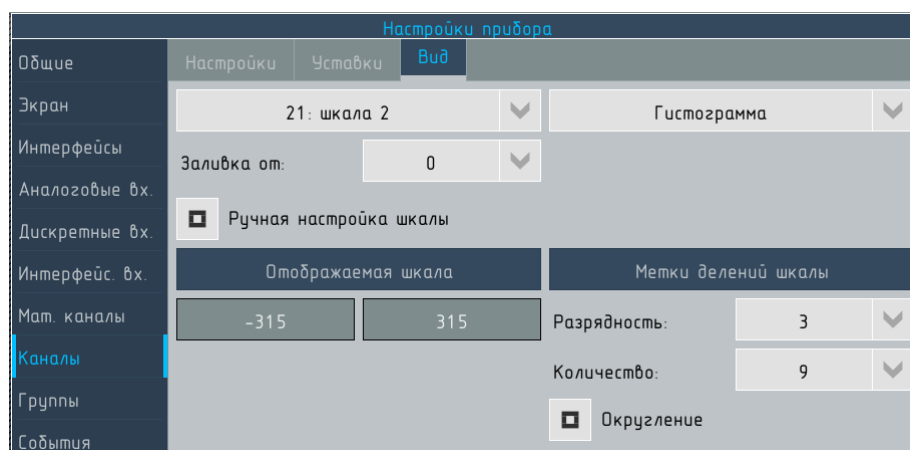 Настройки прибора
Общие
Экран
Интерфейсы
Аналоговые вх.
Дискретные вх.
Интерфейс. вх.
Мат. каналы
Каналы
Группы
События
Настройки Уставки Вид
21: шкала 2 Гистограмма
Заливка от: 0
Ручная настройка шкалы
Отображаемая шкала Метки делений шкалы
-315 315 Разрядность: 3
Количество: 9
Округление